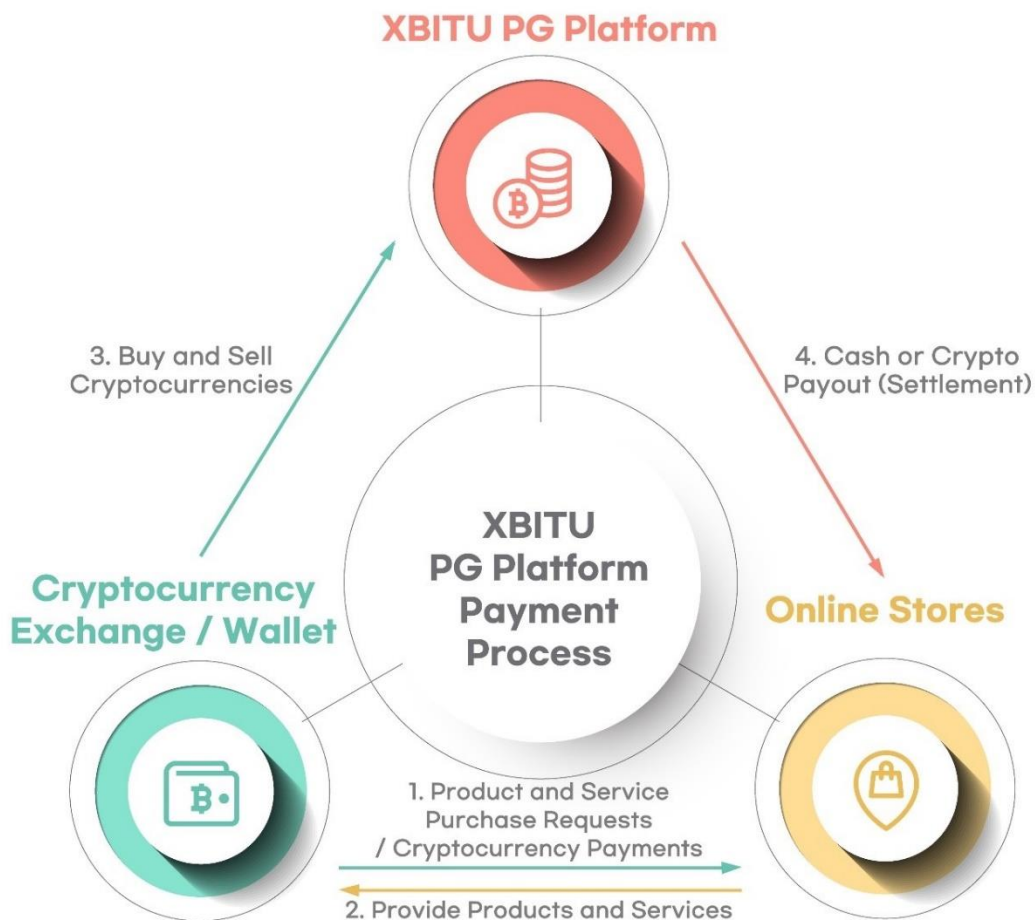 XBITU PG Platform
3. Buy and Sell
Cryptocurrencies
4. Cash or Crypto
Payout (Settlement)
XBITU
PG Platform
Payment
Process
Cryptocurrency
Exchange / Wallet
Online Stores
1. Product and Service
Purchase Requests
/ Cryptocurrency Payments
2. Provide Products and Services